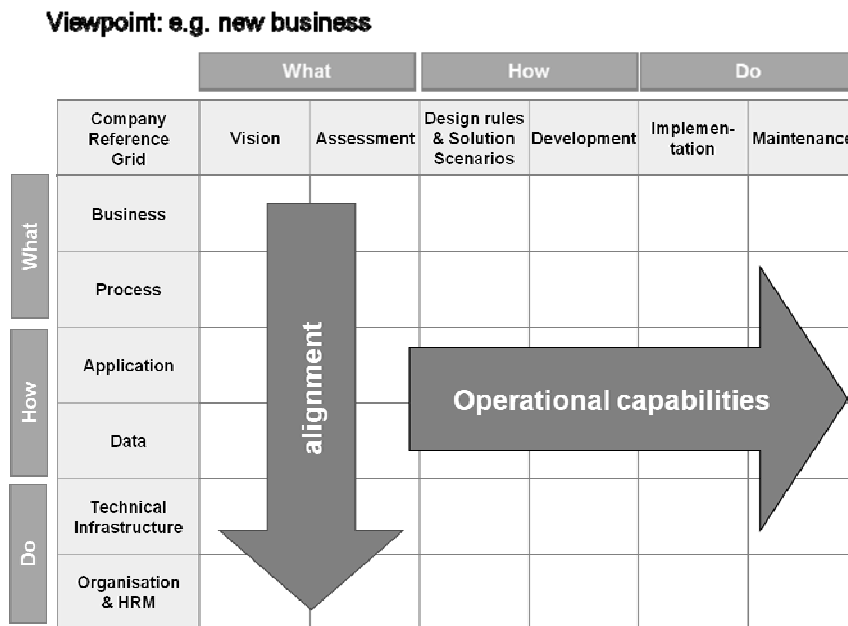 Viewpoint: e.g. new business
What How Do
Company
Reference
Grid
Vision
Assessment
Design rules
& Solution
Scenarios
Development
Implemen-
tation
Maintenance
What
Business
Process
How
Application
Data
Do
Technical
Infrastructure
Organisation
& HRM
alignment
Operational capabilities